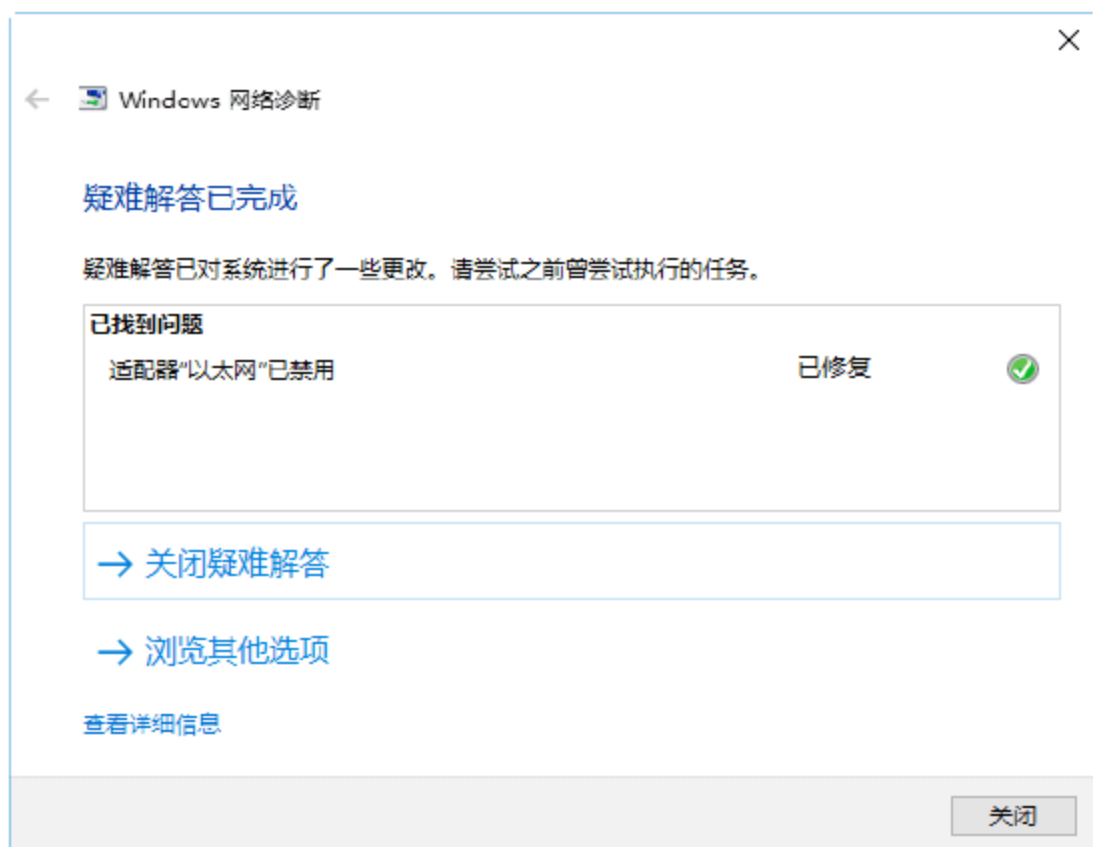 Windows 网络诊断
疑难解答已完成
疑难解答已对系统进行了一些更改。请尝试之前曾尝试执行的任务。
已找到问题
适配器"以太网"已禁用 已修复
→ 关闭疑难解答
→ 浏览其他选项
查看详细信息
关闭